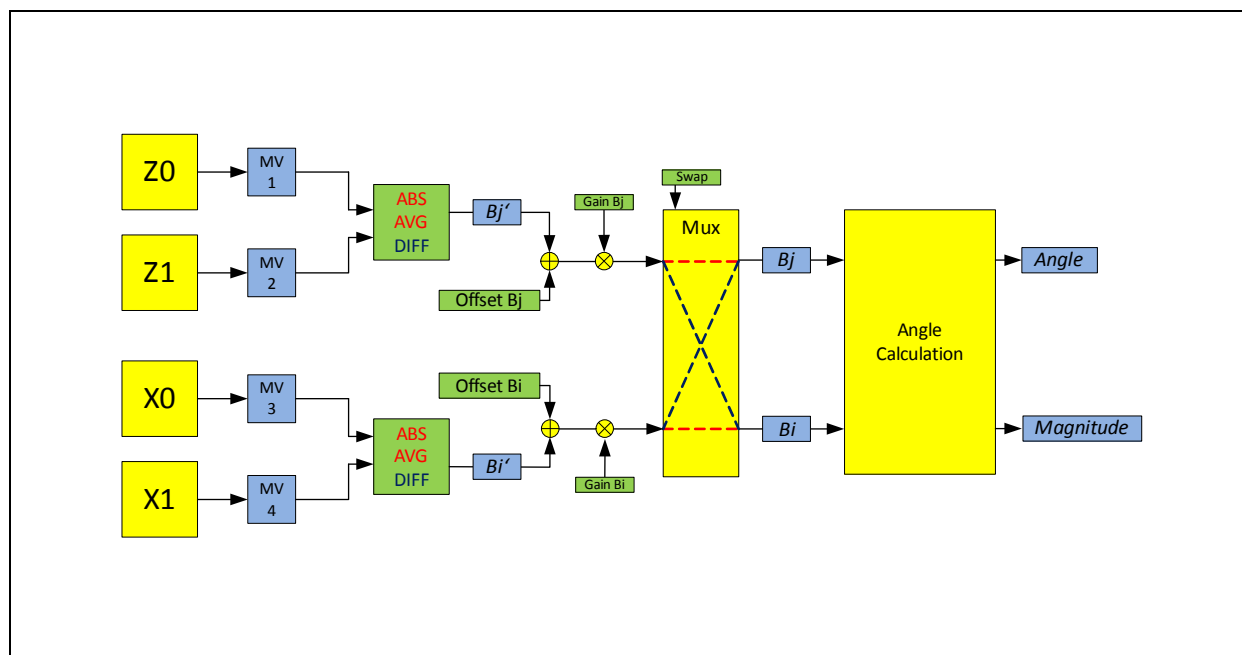 Z0
MV
1
Z1
MV
2
ABS
AVG
DIFF
Bj‘
Offset Bj
Gain Bj
Swap
Mux
X0
MV
3
X1
MV
4
ABS
AVG
DIFF
Bi‘
Offset Bi
Gain Bi
Bj
Bi
Angle
Calculation
Angle
Magnitude